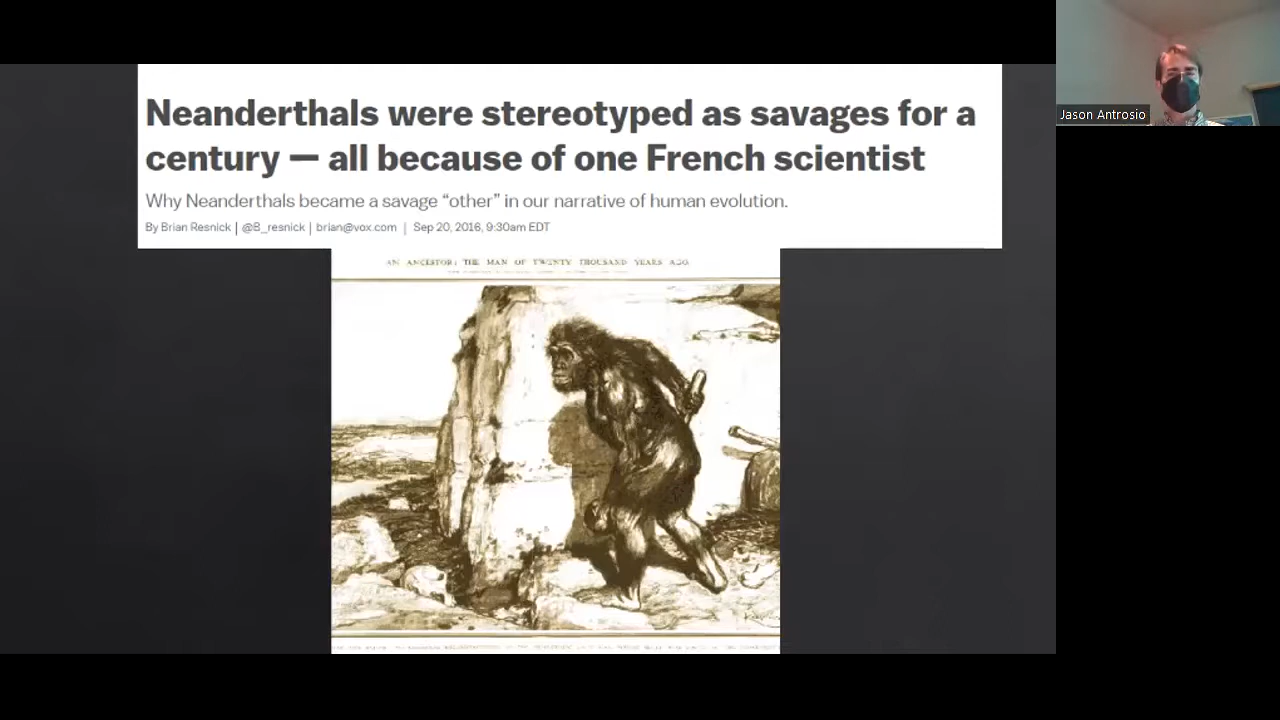 Neanderthals were stereotyped as savages for a
century — all because of one French scientist
Why Neanderthals became a savage “other” in our narrative of human evolution.
By Brian Resnick | @B_resnick | brian@vox.com | Sep 20, 2016, 9:30am EDT
AN ANCESTOR: THE MAN OF TWENTY THOUSAND YEARS AGO.
Jason Antrosio